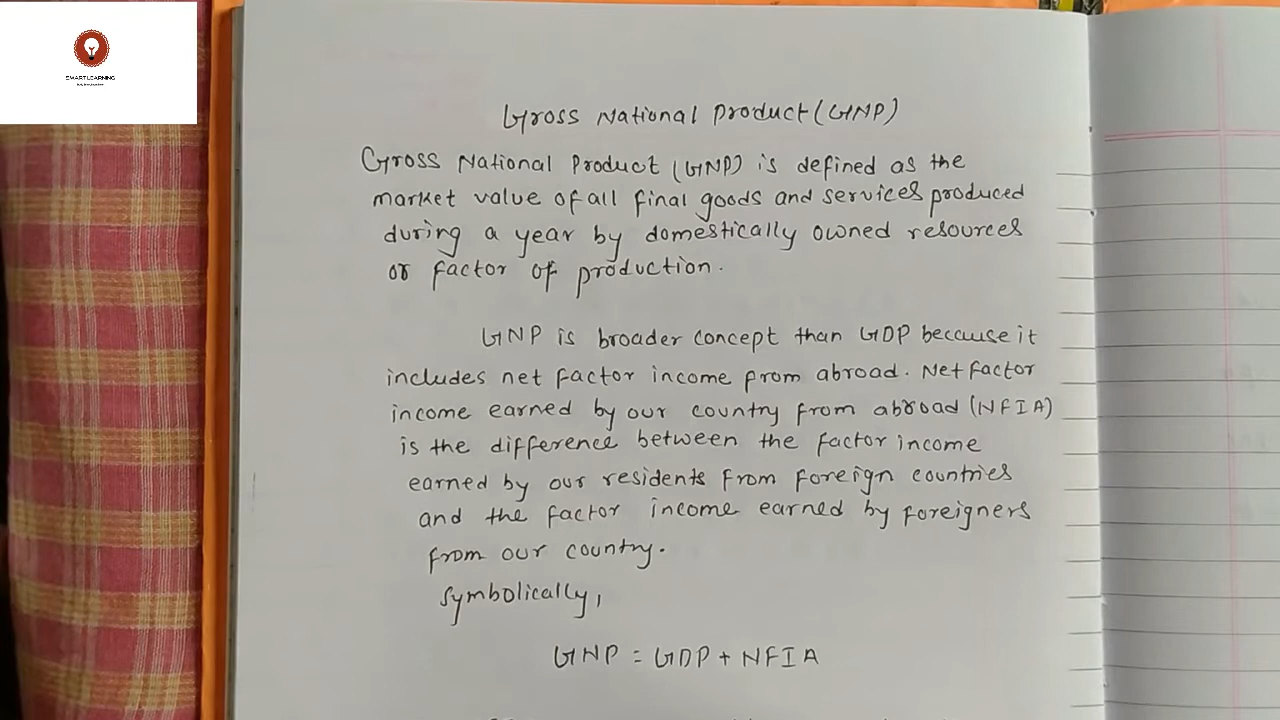 SMART LEARNING
Gross National Product (GNP)
Gross National Product (GNP) is defined as the
market value of all final goods and services produced
during a year by domestically owned resources
or factor of production.
GNP is broader concept than GDP because it
includes net factor income from abroad. Net factor
income earned by our country from abroad (NFIA)
is the difference between the factor income
earned by our residents from foreign countries
and the factor income earned by foreigners
from our country.
Symbolically,
GNP = GDP + NFIA